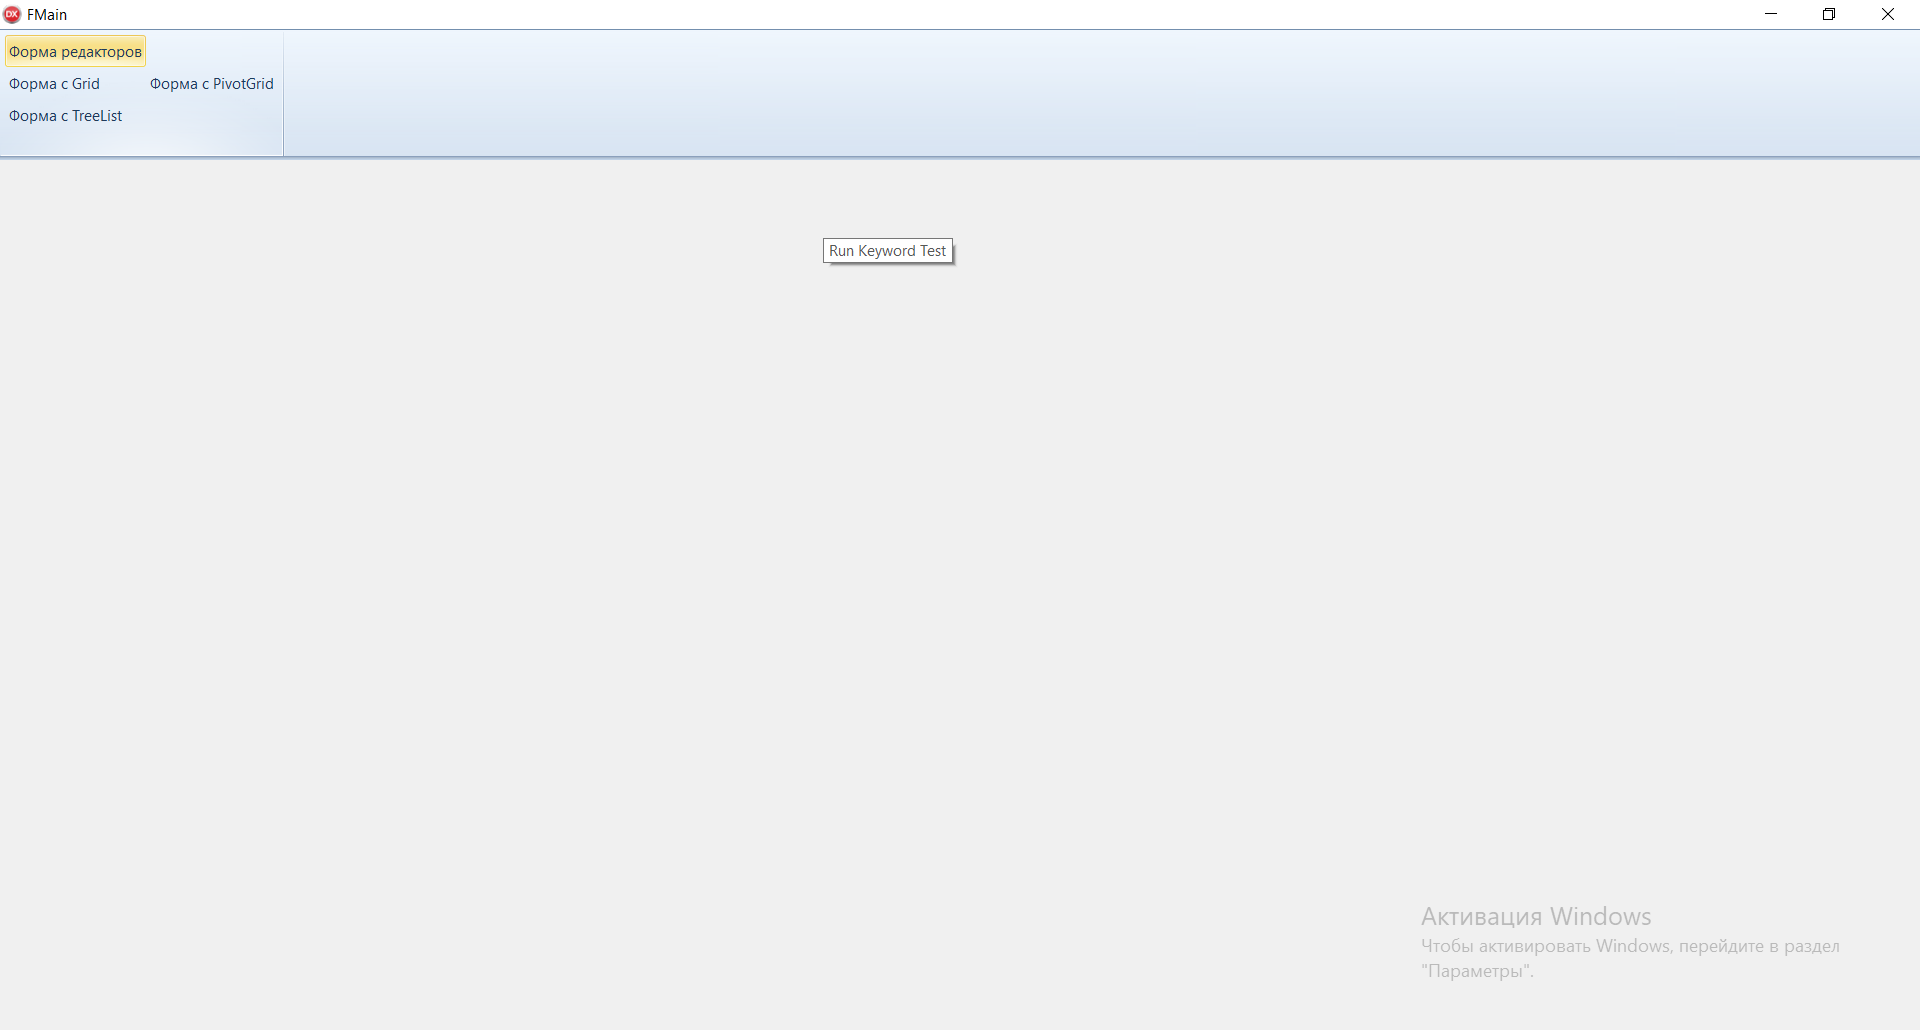 DX FMain
Форма редакторов
Форма с Grid Форма с PivotGrid
Форма с TreeList
Run Keyword Test
Активация Windows
Чтобы активировать Windows, перейдите в раздел
"Параметры".